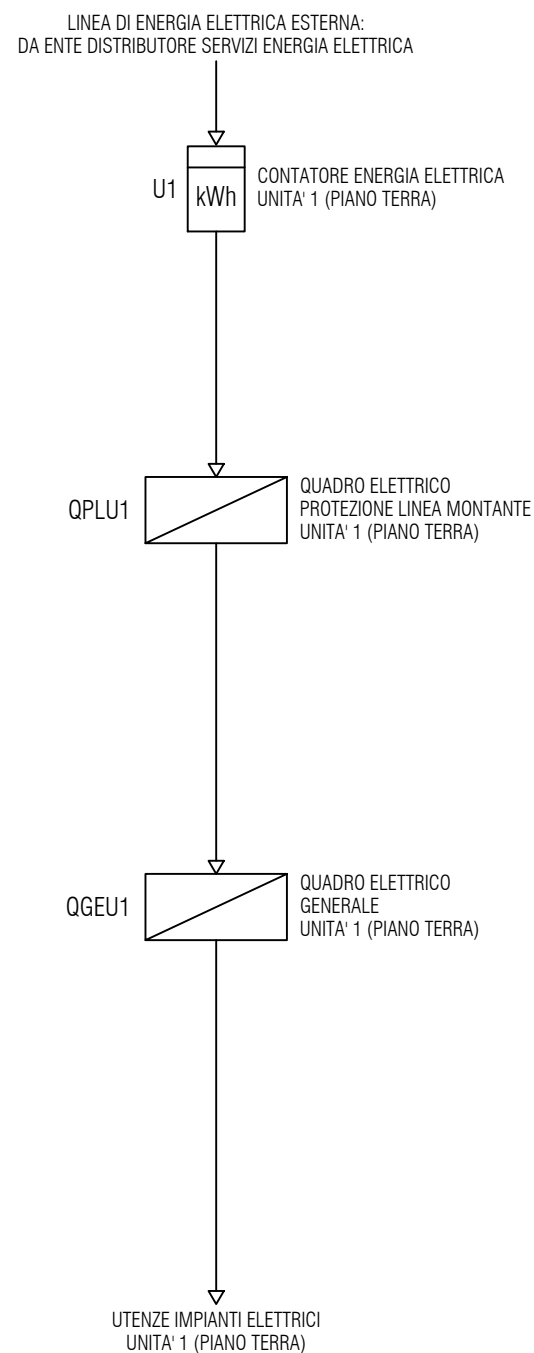 LINEA DI ENERGIA ELETTRICA ESTERNA:
DA ENTE DISTRIBUTORE SERVIZI ENERGIA ELETTRICA
U1
kWh
CONTATORE ENERGIA ELETTRICA
UNITA' 1 (PIANO TERRA)
QPLU1
QUADRO ELETTRICO
PROTEZIONE LINEA MONTANTE
UNITA' 1 (PIANO TERRA)
QGEU1
QUADRO ELETTRICO
GENERALE
UNITA' 1 (PIANO TERRA)
UTENZE IMPIANTI ELETTRICI
UNITA' 1 (PIANO TERRA)